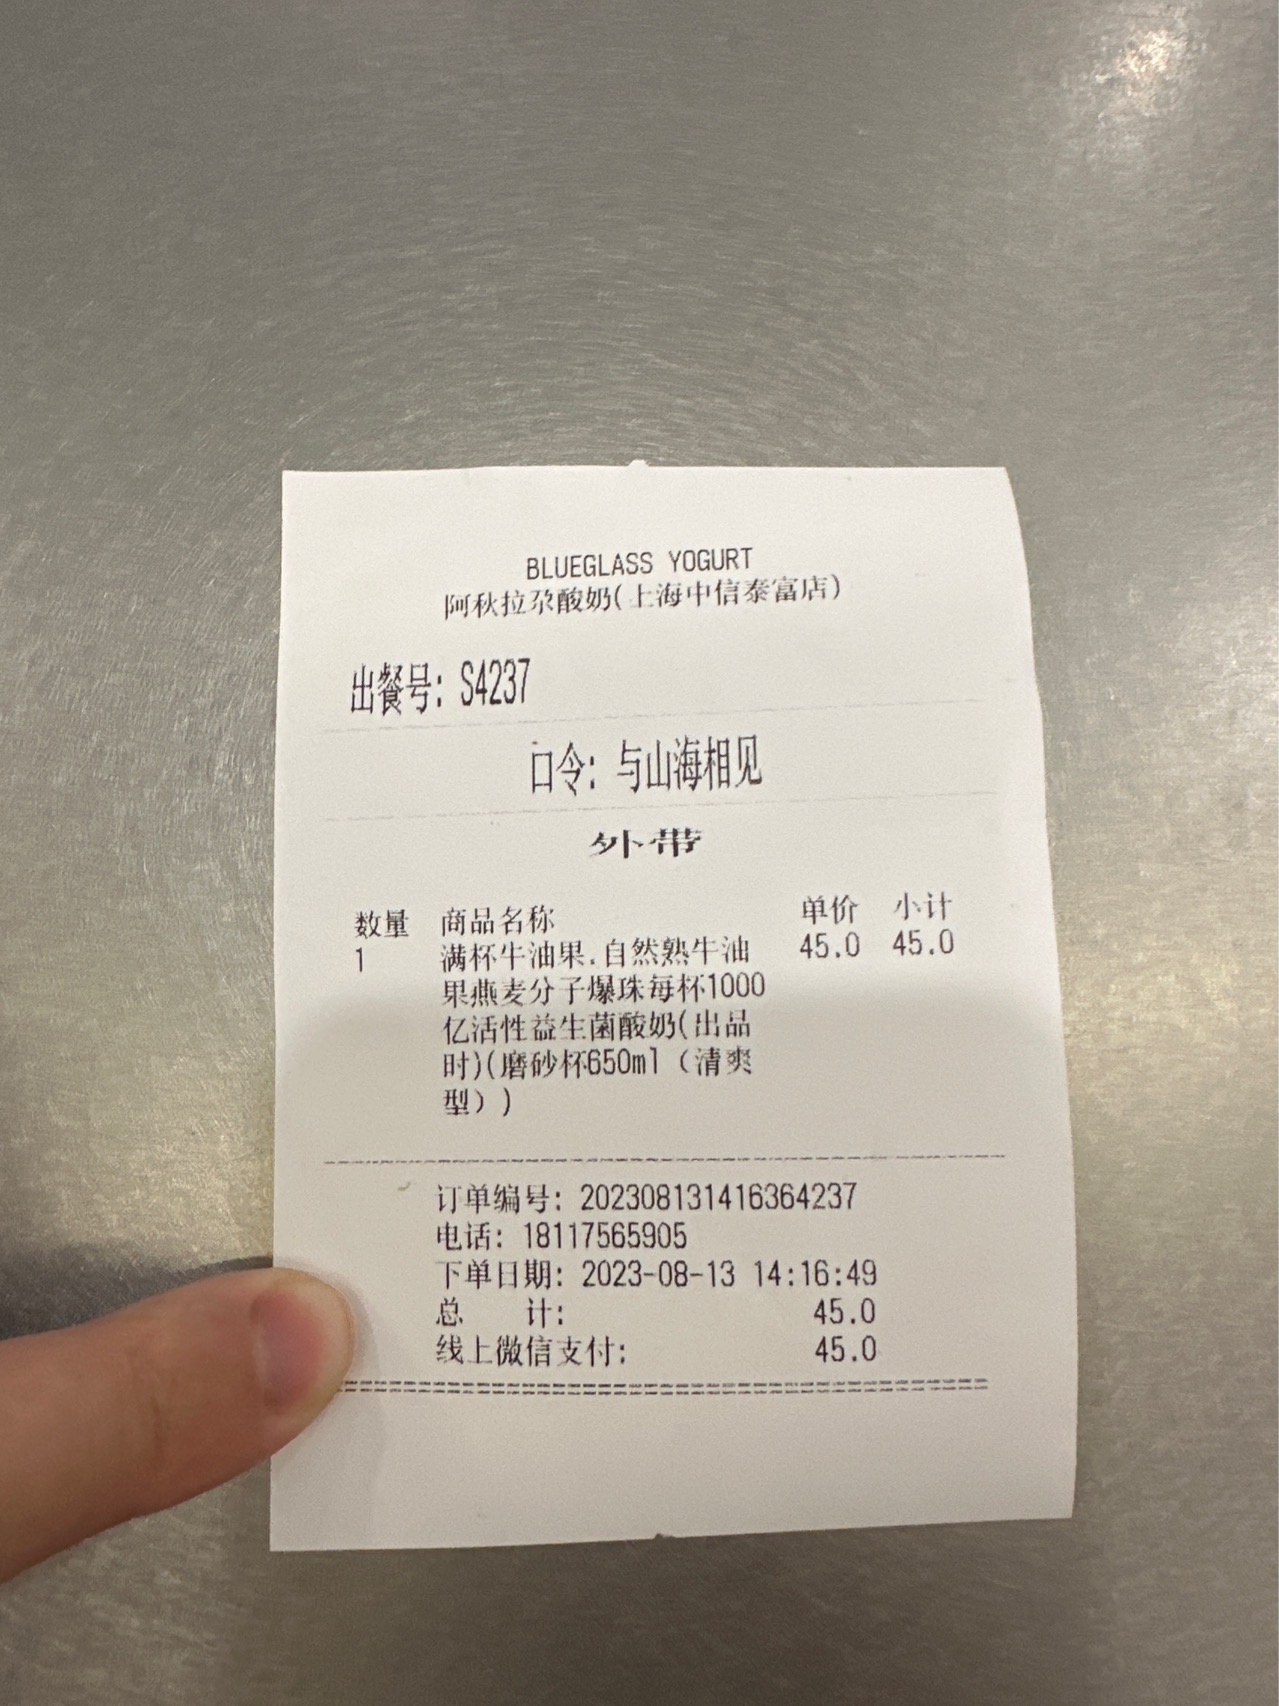 BLUEGLASS YOGURT
阿秋拉尕酸奶(上海中信泰富店)
出餐号: S4237
口令: 与山海相见
外带
数量 商品名称 单价 小计
1 满杯牛油果.自然熟牛油 45.0 45.0
果燕麦分子爆珠每杯1000
亿活性益生菌酸奶(出品
时)(磨砂杯650ml（清爽
型）)
订单编号: 202308131416364237
电话: 18117565905
下单日期: 2023-08-13 14:16:49
总 计: 45.0
线上微信支付: 45.0